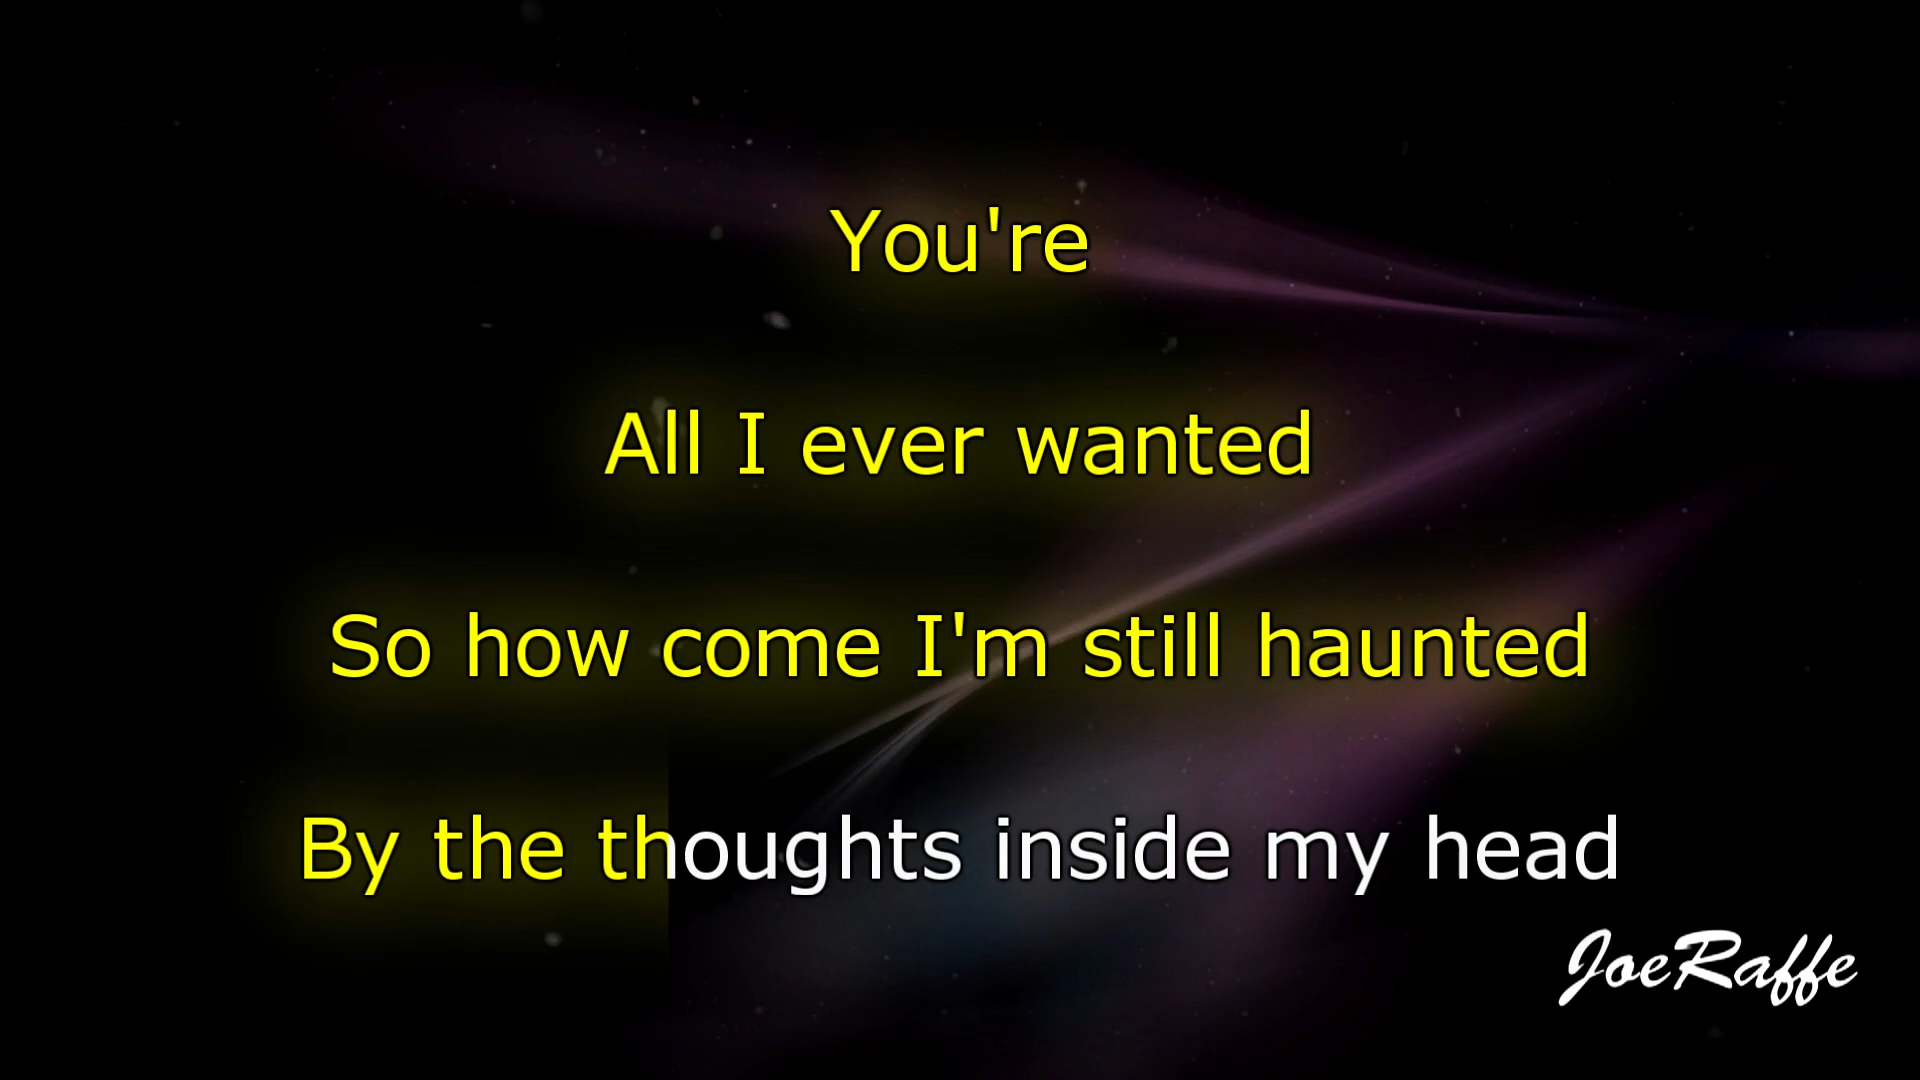 You're
All I ever wanted
So how come I'm still haunted
By the thoughts inside my head
JoeRaffe